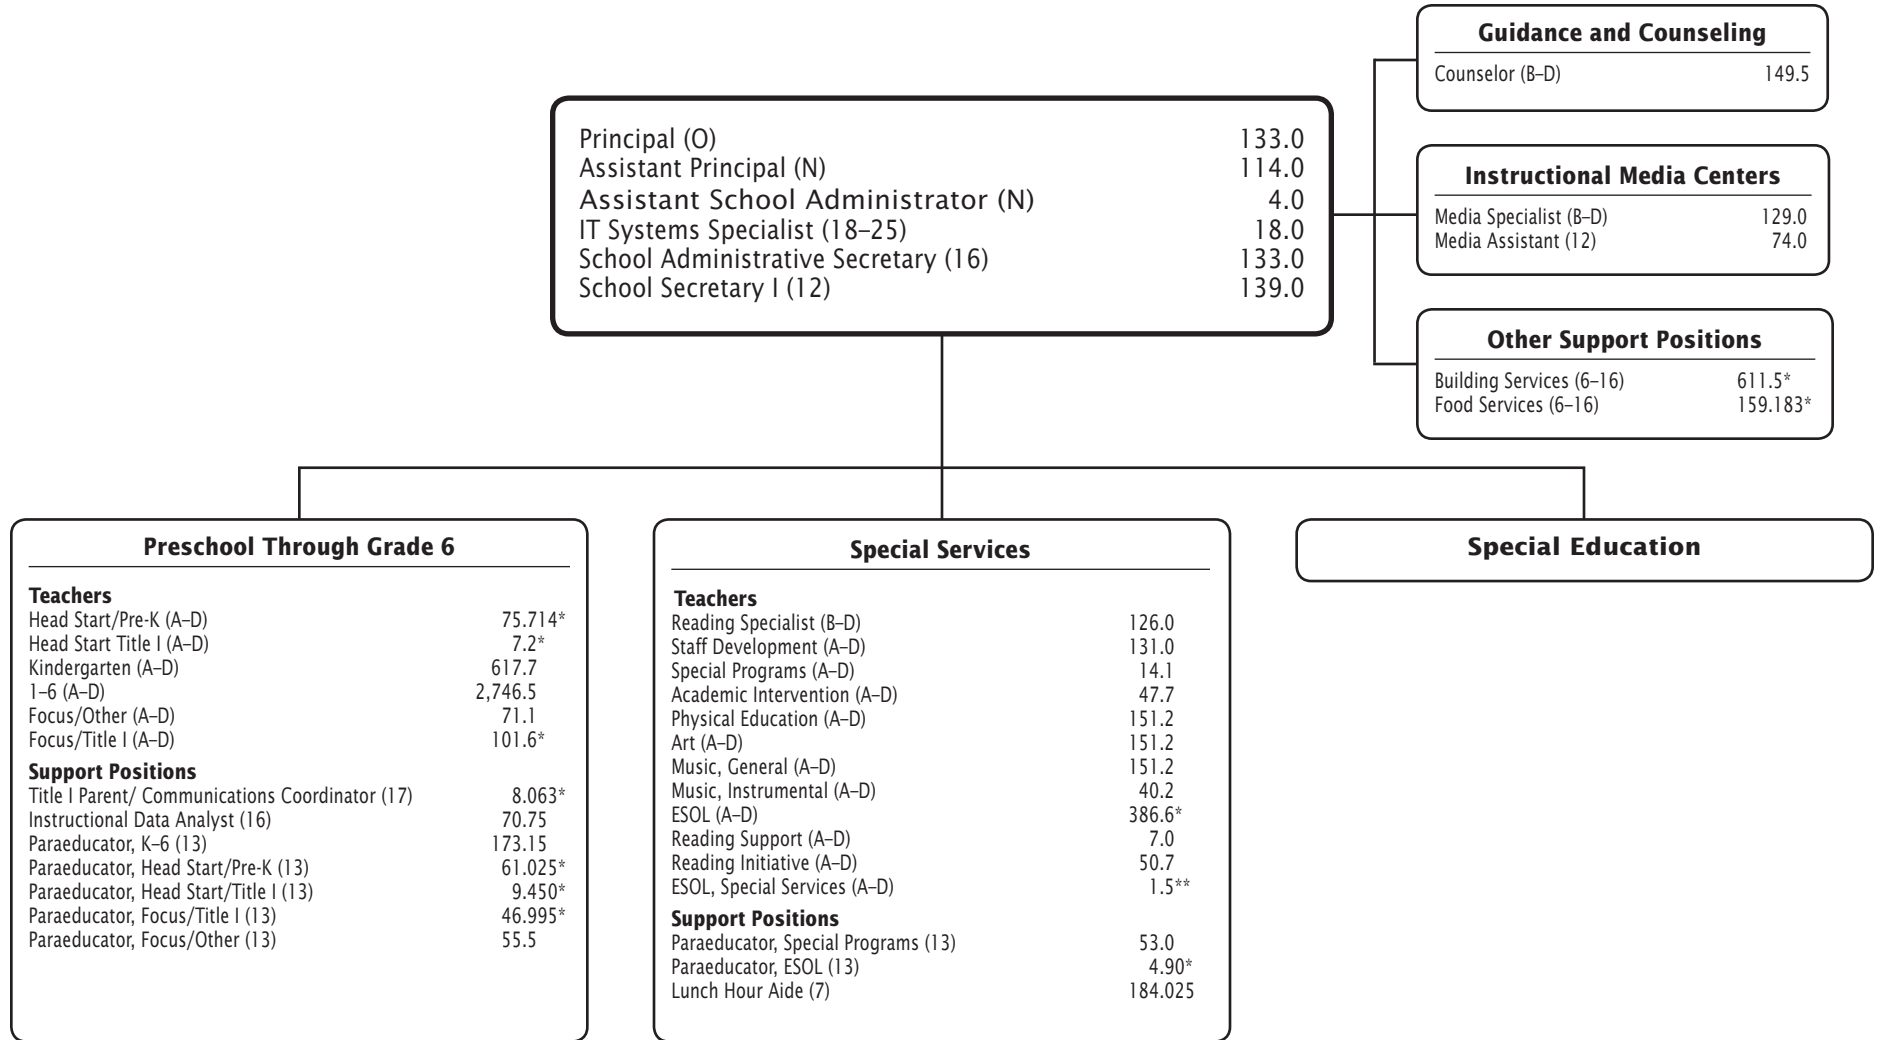 Guidance and Counseling
Counselor (B–D) 149.5
Principal (O) 133.0
Assistant Principal (N) 114.0
Assistant School Administrator (N) 4.0
IT Systems Specialist (18–25) 18.0
School Administrative Secretary (16) 133.0
School Secretary I (12) 139.0
Instructional Media Centers
Media Specialist (B–D) 129.0
Media Assistant (12) 74.0
Other Support Positions
Building Services (6–16) 611.5*
Food Services (6–16) 159.183*
Preschool Through Grade 6
Teachers
Head Start/Pre-K (A–D) 75.714*
Head Start Title I (A–D) 7.2*
Kindergarten (A–D) 617.7
1–6 (A–D) 2,746.5
Focus/Other (A–D) 71.1
Focus/Title I (A–D) 101.6*
Support Positions
Title I Parent/ Communications Coordinator (17) 8.063*
Instructional Data Analyst (16) 70.75
Paraeducator, K–6 (13) 173.15
Paraeducator, Head Start/Pre-K (13) 61.025*
Paraeducator, Head Start/Title I (13) 9.450*
Paraeducator, Focus/Title I (13) 46.995*
Paraeducator, Focus/Other (13) 55.5
Special Services
Teachers
Reading Specialist (B–D) 126.0
Staff Development (A–D) 131.0
Special Programs (A–D) 14.1
Academic Intervention (A–D) 47.7
Physical Education (A–D) 151.2
Art (A–D) 151.2
Music, General (A–D) 151.2
Music, Instrumental (A–D) 40.2
ESOL (A–D) 386.6*
Reading Support (A–D) 7.0
Reading Initiative (A–D) 50.7
ESOL, Special Services (A–D) 1.5**
Support Positions
Paraeducator, Special Programs (13) 53.0
Paraeducator, ESOL (13) 4.90*
Lunch Hour Aide (7) 184.025
Special Education